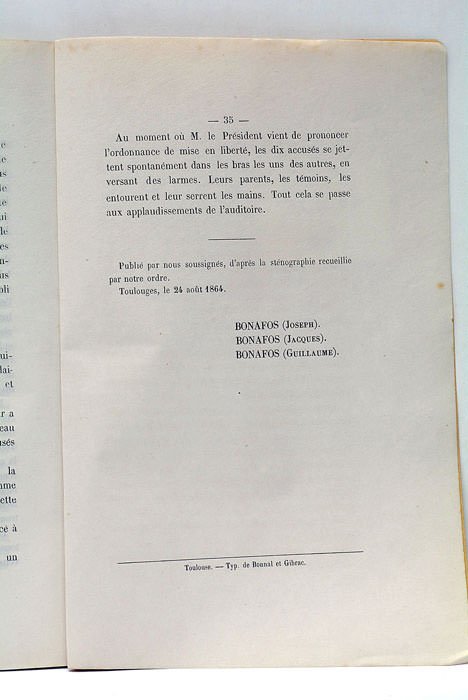 — 35 —
Au moment où M. le Président vient de prononcer
l'ordonnance de mise en liberté, les dix accusés se jet-
tent spontanément dans les bras les uns des autres, en
versant des larmes. Leurs parents, les témoins, les
entourent et leur serrent les mains. Tout cela se passe
aux applaudissements de l'auditoire.
Publié par nous soussignés, d'après la sténographie recueillie
par notre ordre.
Toulouges, le 24 août 1864.
BONAFOS (Joseph).
BONAFOS (Jacques).
BONAFOS (Guillaume).
Toulouse. — Typ. de Bonnal et Gibrac.